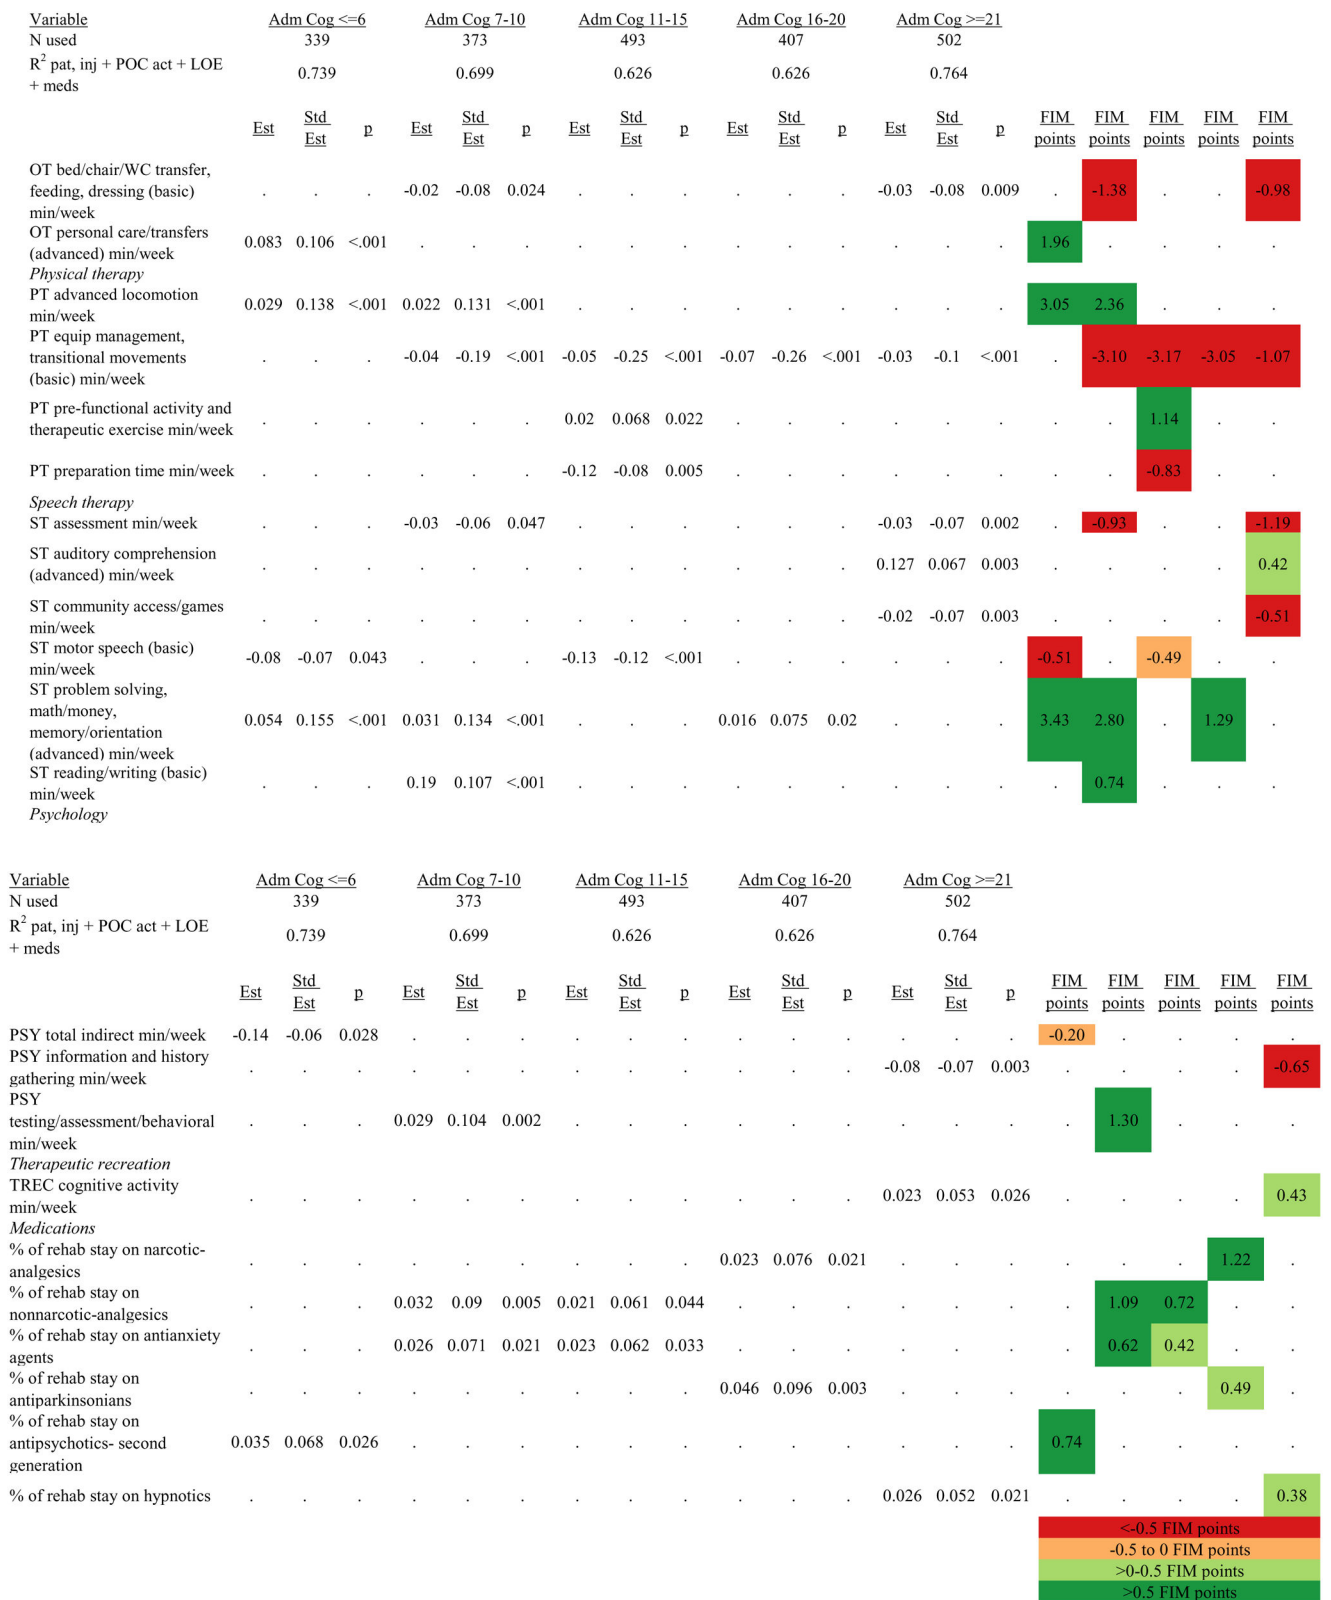 Variable Adm Cog <=6 Adm Cog 7-10 Adm Cog 11-15 Adm Cog 16-20 Adm Cog >=21
N used 339 373 493 407 502
R2 pat, inj + POC act + LOE
+ meds 0.739 0.699 0.626 0.626 0.764
Est Std Est p Est Std Est p Est Std Est p Est Std Est p Est Std Est p FIM points FIM points FIM points FIM points FIM points
OT bed/chair/WC transfer,
feeding, dressing (basic) . . . -0.02 -0.08 0.024 . . . . . . -0.03 -0.08 0.009 . -1.38 . . -0.98
min/week
OT personal care/transfers
(advanced) min/week 0.083 0.106 <.001 . . . . . . . . . . . . 1.96 . . . .
Physical therapy
PT advanced locomotion
min/week 0.029 0.138 <.001 0.022 0.131 <.001 . . . . . . . . . 3.05 2.36 . . .
PT equip management,
transitional movements . . . -0.04 -0.19 <.001 -0.05 -0.25 <.001 -0.07 -0.26 <.001 -0.03 -0.1 <.001 . -3.10 -3.17 -3.05 -1.07
(basic) min/week
PT pre-functional activity and
therapeutic exercise min/week . . . . . . 0.02 0.068 0.022 . . . . . . . . 1.14 . .
PT preparation time min/week . . . . . . -0.12 -0.08 0.005 . . . . . . . . -0.83 . .
Speech therapy
ST assessment min/week . . . -0.03 -0.06 0.047 . . . . . . -0.03 -0.07 0.002 . -0.93 . . -1.19
ST auditory comprehension
(advanced) min/week . . . . . . . . . . . . 0.127 0.067 0.003 . . . . 0.42
ST community access/games
min/week . . . . . . . . . . . . -0.02 -0.07 0.003 . . . . -0.51
ST motor speech (basic)
min/week -0.08 -0.07 0.043 . . . -0.13 -0.12 <.001 . . . . . . -0.51 . -0.49 . .
ST problem solving,
math/money,
memory/orientation 0.054 0.155 <.001 0.031 0.134 <.001 . . . 0.016 0.075 0.02 . . . 3.43 2.80 . 1.29 .
(advanced) min/week
ST reading/writing (basic)
min/week . . . 0.19 0.107 <.001 . . . . . . . . . . 0.74 . . .
Psychology
Variable Adm Cog <=6 Adm Cog 7-10 Adm Cog 11-15 Adm Cog 16-20 Adm Cog >=21
N used 339 373 493 407 502
R2 pat, inj + POC act + LOE
+ meds 0.739 0.699 0.626 0.626 0.764
Est Std Est p Est Std Est p Est Std Est p Est Std Est p Est Std Est p FIM points FIM points FIM points FIM points FIM points
PSY total indirect min/week -0.14 -0.06 0.028 . . . . . . . . . . . . -0.20 . . . .
PSY information and history
gathering min/week . . . . . . . . . . . . -0.08 -0.07 0.003 . . . . -0.65
PSY
testing/assessment/behavioral . . . 0.029 0.104 0.002 . . . . . . . . . . 1.30 . . .
min/week
Therapeutic recreation
TREC cognitive activity
min/week . . . . . . . . . . . . 0.023 0.053 0.026 . . . . 0.43
Medications
% of rehab stay on narcotic-
analgesics . . . . . . . . . 0.023 0.076 0.021 . . . . . . 1.22 .
% of rehab stay on
nonnarcotic-analgesics . . . 0.032 0.09 0.005 0.021 0.061 0.044 . . . . . . . 1.09 0.72 . .
% of rehab stay on antianxiety
agents . . . 0.026 0.071 0.021 0.023 0.062 0.033 . . . . . . . 0.62 0.42 . .
% of rehab stay on
antiparkinsonians . . . . . . . . . 0.046 0.096 0.003 . . . . . . 0.49 .
% of rehab stay on
antipsychotics- second 0.035 0.068 0.026 . . . . . . . . . . . . 0.74 . . . .
generation
% of rehab stay on hypnotics . . . . . . . . . . . . 0.026 0.052 0.021 . . . . 0.38
<-0.5 FIM points
-0.5 to 0 FIM points
>0-0.5 FIM points
>0.5 FIM points